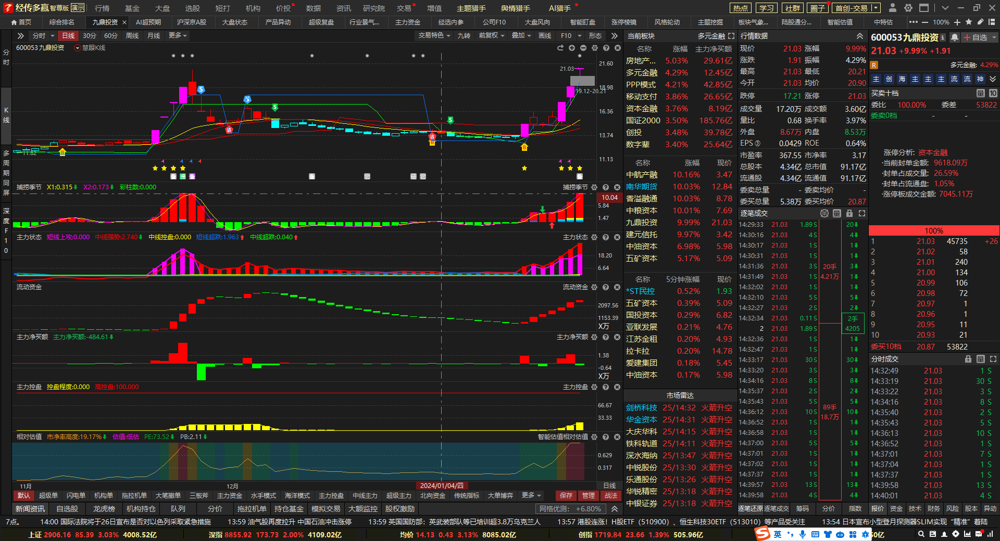 经传多赢 智尊版 演示 行情 基金 大盘 选股 短打 机构 价投 数据 资讯 研究院 交易 增值 主题猎手 舆情猎手 AI猎手 热点 学习 社群 圈子 首创-交易
首页 综合排名 九鼎投资 AI超预期 沪深京A股 大盘状态 产品异动 超级复盘 行业景气... 主力资金 经选内参 公司F10 大盘风向 智能盯盘 涨停棱镜 风格轮动 主题挖掘 板块气象... 陆股通分... 智能估值 中特估 100%
分时 日线 30分 60分 周线 月线 更多 交易特色 九转 前复权 叠加 画线 F10 形态
600053 九鼎投资 慧眼K线
分时
K线
多周期同屏
深度F10
21.60
18.98
16.36
13.74
11.13
21.03
19.12-20.21
11.82
捕捞季节 X1:0.315 X2:0.173 彩柱数:0.000 捕捞季节
10.04
5.84
1.47
主力状态 短线上攻:0.000 中线强势:2.740 中线控盘:0.000 短线超跌:1.963 中线超跌:0.040 主力状态
18.20
6.64
流动资金 流动资金
2097.56
1153.39
X万
主力净买额 主力净买额:-484.61 主力净买额
1.38
-0.64
X万
主力控盘 控盘程度:0.000 高控盘:100.000 主力控盘
66.67
33.33
相对估值 市净率高度:19.17% 估值:低估 PE:73.52 PB:2.11 智能估值相对估值
0.629
0.317
11月 12月 2024/01/04/四 日线
默认 超级单 闪电单 机构单 拖拉机单 大笔撤单 三板斧 主力资金 水手模式 海洋模式 主力控盘 中线主力 超级主力 北向资金 传统指标 大单博弈 更多 保存 管理 战法
新闻资讯 自选股 龙虎榜 机构持仓 队列 分价 拖拉机单 持仓基金 模拟交易 大额监控 股权激励 网格优测: +6.80%
当前板块 多元金融
名称 涨幅 主力净买额
房地产... 5.03% 29.61亿
多元金融 4.29% 12.45亿
PPP模式 4.21% 42.85亿
移动支付 3.86% 26.65亿
资本金融 3.76% 8.19亿
国证2000 3.50% 185.76亿
创投 3.48% 39.78亿
数字辈 3.40% 25.64亿
名称 涨幅 现价
中航产融 10.16% 3.47
南华期货 10.03% 12.84
香溢融通 10.03% 8.78
中粮资本 10.01% 7.69
九鼎投资 9.99% 21.03
建元信托 9.97% 3.42
中油资本 6.98% 5.98
五矿资本 5.17% 5.09
名称 5分钟涨幅 现价
*ST民控 0.52% 1.93
五矿资本 0.39% 5.09
国投资本 0.29% 6.82
亚联发展 0.21% 4.76
江苏金租 0.20% 4.93
拉卡拉 0.20% 14.78
爱建集团 0.18% 5.45
中油资本 0.17% 5.98
市场雷达
剑桥科技 25/14:32 火箭升空
华金资本 25/14:31 火箭升空
大庆华科 25/14:15 火箭升空
铁科轨道 25/14:11 火箭升空
深水海纳 25/13:47 火箭升空
中锐股份 25/13:30 火箭升空
乐通股份 25/13:26 火箭升空
华锐精密 25/13:18 火箭升空
中银证券 25/13:18 火箭升空
行情数据
现价 21.03 涨幅 9.99%
涨跌 1.91 振幅 4.29%
最高 21.03 最低 20.21
今开 21.03 均价 20.90
跌停 17.21 涨停 21.03
成交量 17.20万 成交额 3.60亿
量比 0.68 换手率 3.97%
外盘 8.67万 内盘 8.53万
EPS③ 0.0429 ROE 0.64%
市盈率 367.55 市净率 3.17
总股本 4.34亿 总市值 91.17亿
流通股 4.34亿 流通值 91.17亿
委卖总量 - 委卖均价 -
委买总量 5.38万 委买均价 20.87
逐笔成交
14:29:33 21.03 1.89 S 20
14:30:16 21.03 4 S 4
14:30:17 21.03 1 S 1
14:30:31 21.03 1 S 1
14:31:36 21.03 3 S 20手 3
14:31:49 21.03 1 S 4.21万 1
14:32:02 21.03 1 S 1
14:32:10 21.03 5 S 5
14:32:27 21.03 2 S 2
14:32:34 21.03 0.11 S 2手
2 21.03 1.89 S 4205
14:32:36 21.03 1 S 1
14:32:47 21.03 1 S 1
14:33:17 21.03 30 S 30
14:33:20 21.03 3 S 3
14:34:16 21.03 8 S 8
14:35:37 21.03 2 S 2
14:35:43 21.03 5 S 89手 5
14:36:12 21.03 10 S 18.7万 10
14:36:52 21.03 1 S 1
14:36:58 21.03 1 S 1
14:37:00 21.03 5 S 5
14:37:01 21.03 1 S 1
14:37:02 21.03 1 S 1
14:37:37 21.03 1 S 1
14:39:57 21.03 13 S 13
14:39:58 21.03 4 S 4
逐笔还原 逐笔成交 筹码 分价 指数
600053 九鼎投资 自选
21.03 +9.99% +1.91
R 多元金融: 4.29%
主 创 海 主 主 主 流 流 神
买卖十档 量 10
委比 100.00% 委差 53822
委卖0档 - -
涨停分析: 资本金融
·当前封单金额: 9618.09万
·封单占成交量: 26.59%
·封单占流通盘: 1.05%
·涨停板成交金额: 7045.11万
100%
1 21.03 45735 +26
2 21.02 58
3 21.01 240
4 21.00 134
5 20.99 106
6 20.98 72
7 20.97 1
8 20.96 1
9 20.95 11
10 20.93 21
委买10档 20.87 53822
分时成交
14:32:49 21.03 1 S
14:33:19 21.03 30 S
14:33:22 21.03 3 S
14:34:16 21.03 8 S
14:35:40 21.03 2 S
14:35:43 21.03 5 S
14:36:13 21.03 10 S
14:36:52 21.03 1 S
14:37:01 21.03 7 S
14:37:04 21.03 1 S
14:37:37 21.03 1 S
14:39:58 21.03 13 S
14:40:01 21.03 4 S
报价 资金 技术 财务 风险 股本 异动
7点。 14:00 国际法院将于26日宣布是否对以色列采取紧急措施 13:59 油气股再度拉升 中国石油冲击涨停 13:59 英国国防部：英武装部队等已培训超3.8万乌克兰人 13:57 港股连涨！H股ETF（510900）、恒生科技30ETF（513010）等产品受关注 13:54 日本宣布小型登月探测器SLIM实现“精准”着陆
上证 2906.16 85.39 3.03% 4008.52亿 深指 8855.92 173.73 2.00% 4109.02亿 均价 14.13 0.43 3.13% 8085.02亿 创指 1719.84 23.66 1.39% 505.96亿 英 50亿